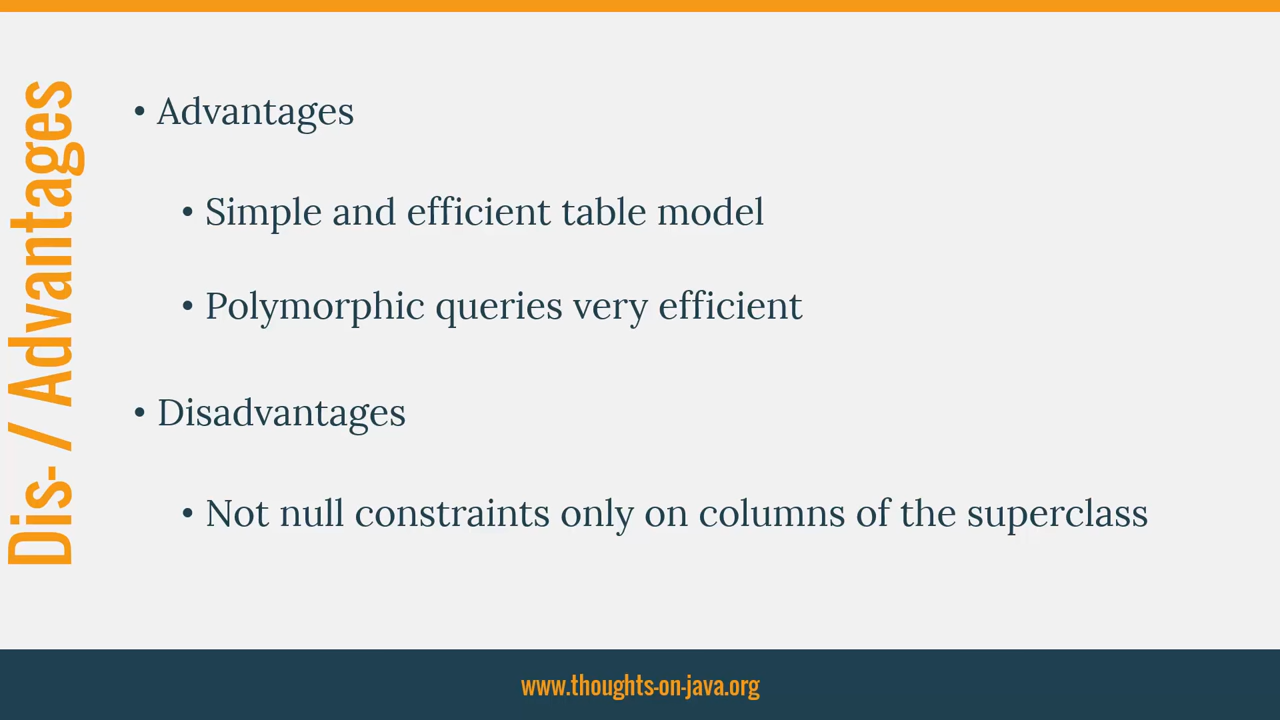 Dis- / Advantages
• Advantages
• Simple and efficient table model
• Polymorphic queries very efficient
• Disadvantages
• Not null constraints only on columns of the superclass
www.thoughts-on-java.org